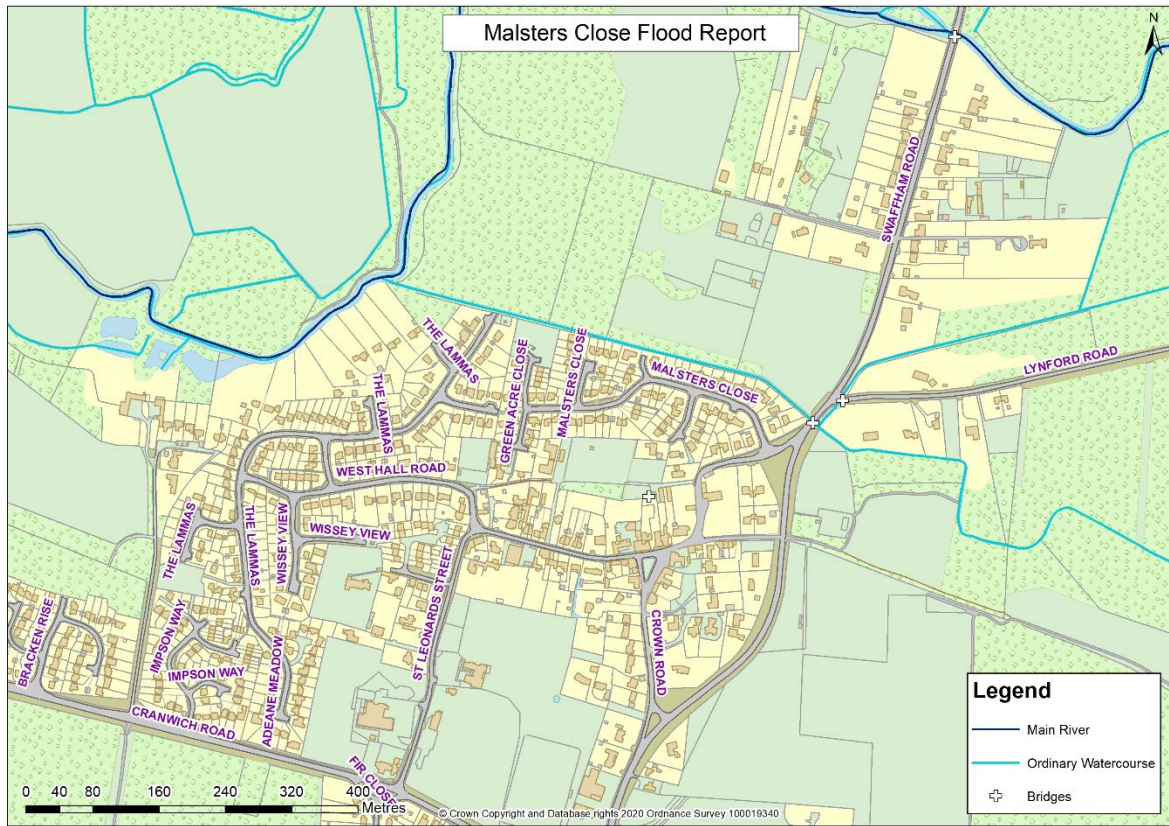 Malsters Close Flood Report
N
SWAFFHAM ROAD
LYNFORD ROAD
THE LAMMAS
GREEN ACRE CLOSE
MALSTERS CLOSE
MALSTERS CLOSE
THE LAMMAS
WEST HALL ROAD
WISSEY VIEW
WISSEY VIEW
THE LAMMAS
THE LAMMAS
ST LEONARDS STREET
CROWN ROAD
BRACKEN RISE
IMPSON WAY
IMPSON WAY
ADEANE MEADOW
CRANWICH ROAD
FIR CLOSE
Legend
Main River
Ordinary Watercourse
Bridges
0 40 80 160 240 320 400
Metres
© Crown Copyright and Database rights 2020 Ordnance Survey 100019340